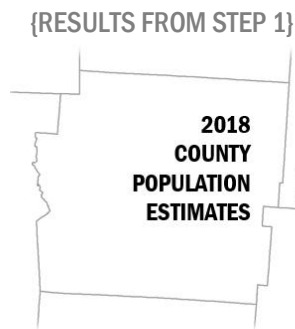 {RESULTS FROM STEP 1}
2018
COUNTY
POPULATION
ESTIMATES